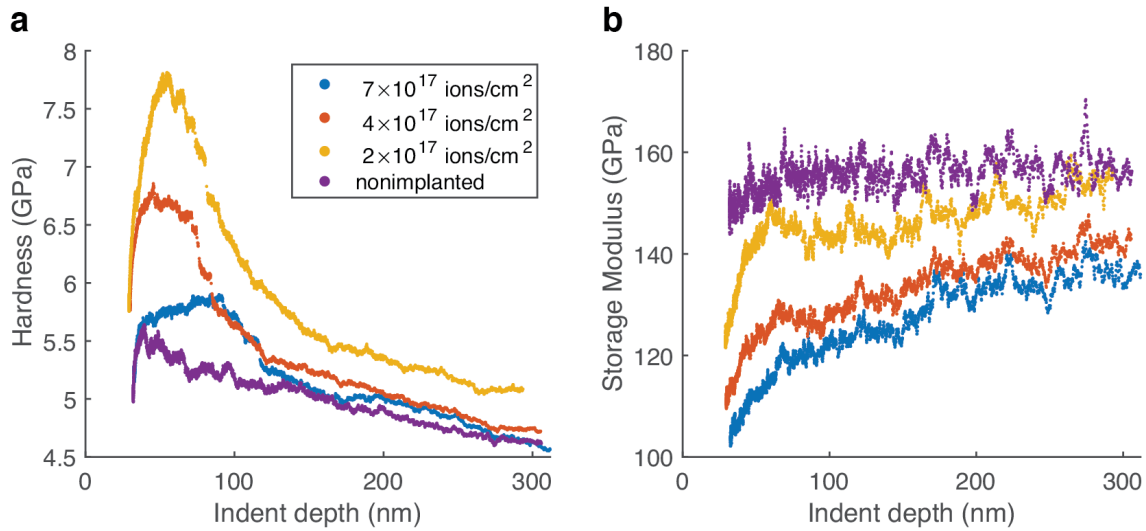 a
8
7.5
7
6.5
6
5.5
5
4.5
Hardness (GPa)
0
100
200
300
Indent depth (nm)
7×10^17 ions/cm^2
4×10^17 ions/cm^2
2×10^17 ions/cm^2
nonimplanted
b
180
160
140
120
100
Storage Modulus (GPa)
0
100
200
300
Indent depth (nm)